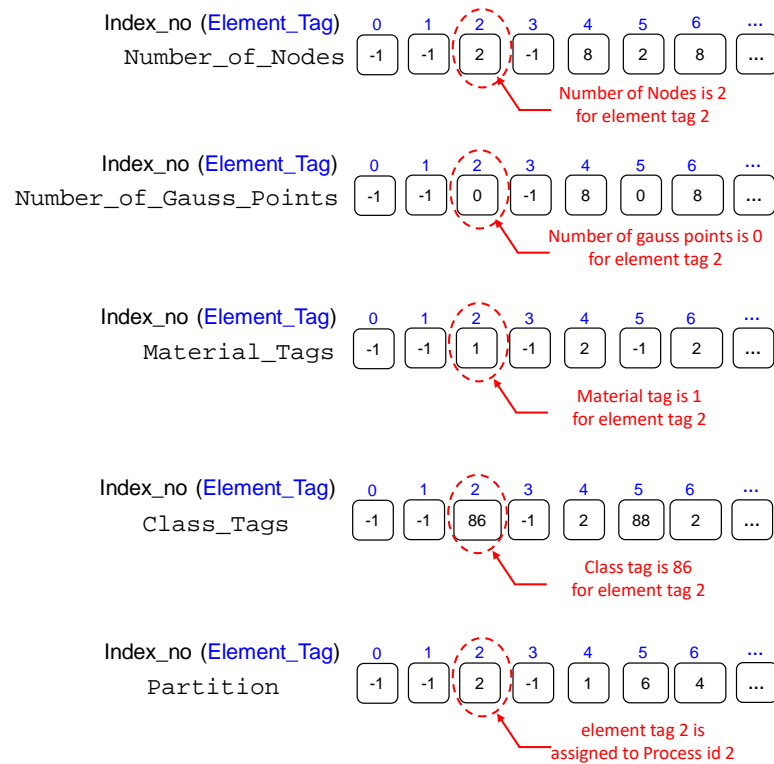 Index_no (Element_Tag) 0 1 2 3 4 5 6 ...
Number_of_Nodes -1 -1 2 -1 8 2 8 ...
Number of Nodes is 2
for element tag 2
Index_no (Element_Tag) 0 1 2 3 4 5 6 ...
Number_of_Gauss_Points -1 -1 0 -1 8 0 8 ...
Number of gauss points is 0
for element tag 2
Index_no (Element_Tag) 0 1 2 3 4 5 6 ...
Material_Tags -1 -1 1 -1 2 -1 2 ...
Material tag is 1
for element tag 2
Index_no (Element_Tag) 0 1 2 3 4 5 6 ...
Class_Tags -1 -1 86 -1 2 88 2 ...
Class tag is 86
for element tag 2
Index_no (Element_Tag) 0 1 2 3 4 5 6 ...
Partition -1 -1 2 -1 1 6 4 ...
element tag 2 is
assigned to Process id 2